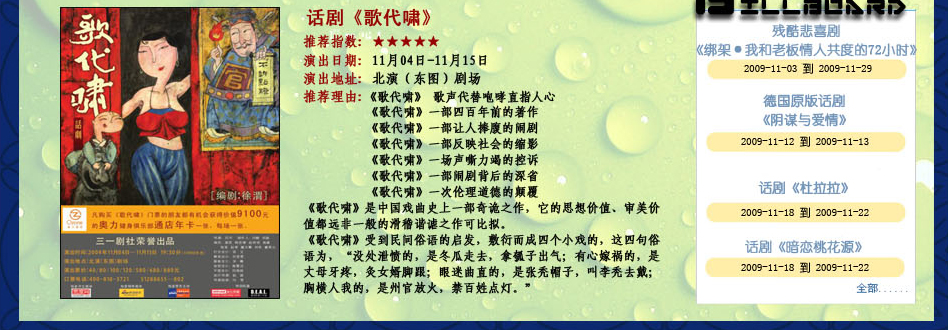 歌代啸
话剧
[编剧:徐渭]
凡购买《歌代啸》门票的朋友都有机会获得价值9100元
的奥力健身俱乐部通店年卡一张，每场一张。
三一剧社荣誉出品
话剧《歌代啸》
推荐指数：★★★★★
演出日期：11月04日-11月15日
演出地址：北演（东图）剧场
推荐理由：《歌代啸》 歌声代替咆哮直指人心
《歌代啸》一部四百年前的著作
《歌代啸》一部让人捧腹的闹剧
《歌代啸》一部反映社会的缩影
《歌代啸》一场声嘶力竭的控诉
《歌代啸》一部闹剧背后的深省
《歌代啸》一次伦理道德的颠覆
《歌代啸》是中国戏曲史上一部奇诡之作，它的思想价值、审美价
值都远非一般的滑稽谐谑之作可比拟。
《歌代啸》受到民间俗语的启发，敷衍而成四个小戏的，这四句俗
语为，“没处泄愤的，是冬瓜走去，拿瓠子出气；有心嫁祸的，是
丈母牙疼，灸女婿脚跟；眼迷曲直的，是张秃帽子，叫李秃去戴；
胸横人我的，是州官放火，禁百姓点灯。”
BILLBOARD
残酷悲喜剧
《绑架●我和老板情人共度的72小时》
2009-11-03 到 2009-11-29
德国原版话剧
《阴谋与爱情》
2009-11-12 到 2009-11-13
话剧《杜拉拉》
2009-11-18 到 2009-11-22
话剧《暗恋桃花源》
2009-11-18 到 2009-11-22
全部......